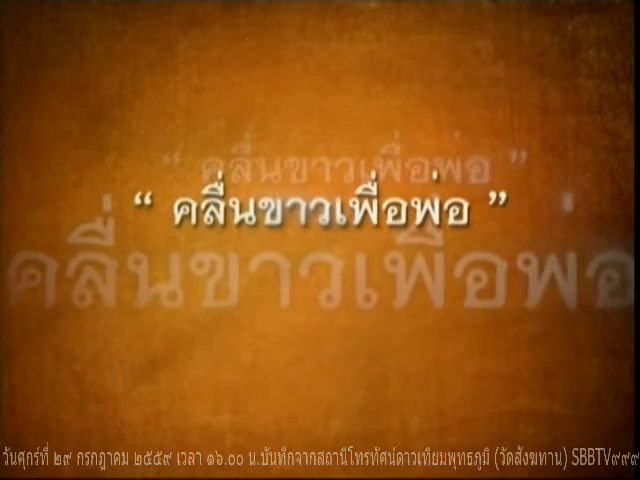 “ คลื่นขาวเพื่อพ่อ ”
“ คลื่นขาวเพื่อพ่อ ”
คลื่นขาวเพื่อพ่อ
วันศุกร์ที่ ๒๙ กรกฎาคม ๒๕๕๙ เวลา ๑๖.๐๐ น.บันทึกจากสถานีโทรทัศน์ดาวเทียมพุทธภูมิ (วัดสังฆทาน) SBBTV๙๙๙